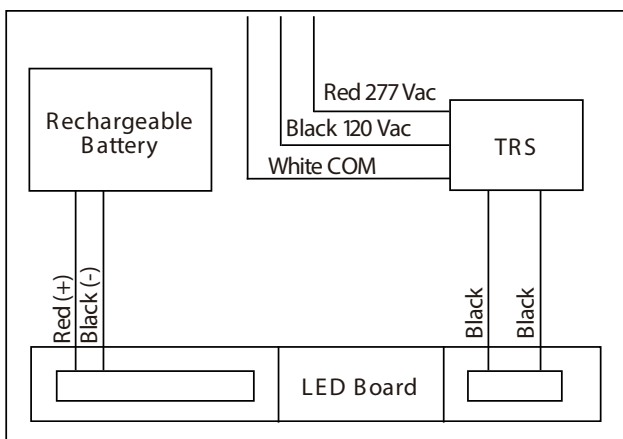 Red 277 Vac
Rechargeable
Battery
Black 120 Vac
TRS
White COM
Red (+)
Black (-)
Black
Black
LED Board